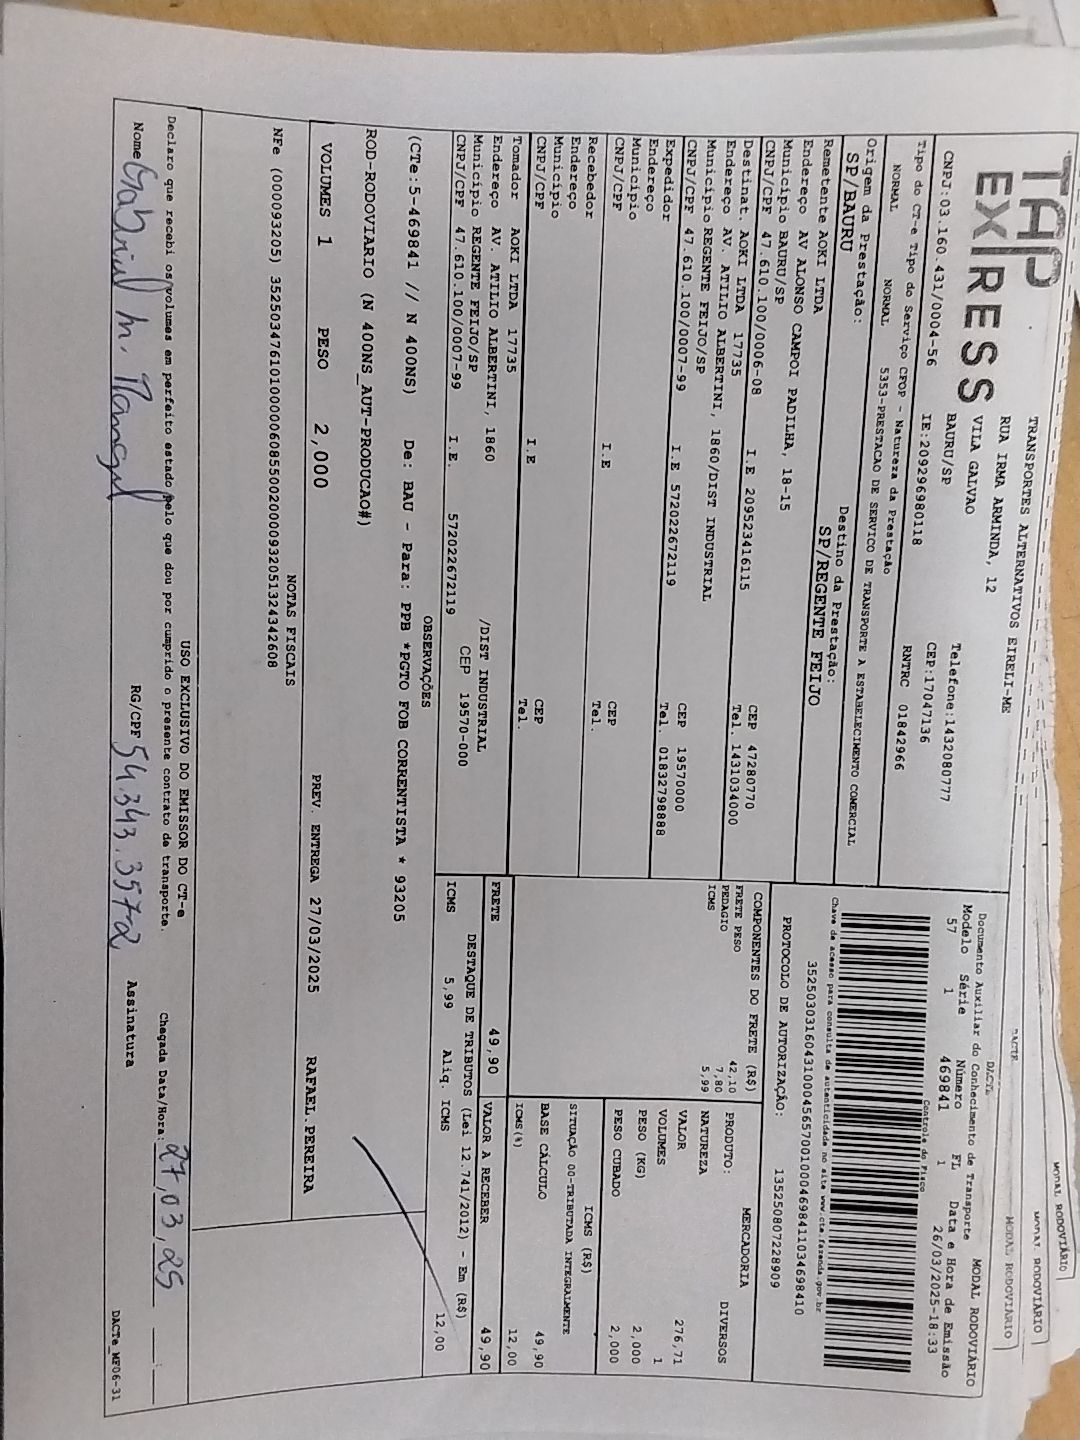 TAP
EXPRESS
TRANSPORTES ALTERNATIVOS EIRELI-ME
RUA IRMA ARMINDA, 12
VILA GALVAO
BAURU/SP
Telefone:1432080777
CEP:17047136
CNPJ:03.160.431/0004-56
IE:209296980118
RNTRC 01842966
DACTE
MODAL RODOVIÁRIO
MODAL RODOVIÁRIO
MODAL RODOVIÁRIO
Documento Auxiliar do Conhecimento de Transporte MODAL RODOVIÁRIO
Modelo Série Número FL Data e Hora de Emissão
57 1 469841 1 26/03/2025-18:33
Controle do Fisco
Chave de acesso para consulta de autenticidade no site www.cte.fazenda.gov.br
35250303160431000456570010004698411034698410
PROTOCOLO DE AUTORIZAÇÃO: 135250807228909
Tipo do CT-e Tipo do Serviço CFOP - Natureza da Prestação
NORMAL NORMAL 5353-PRESTACAO DE SERVICO DE TRANSPORTE A ESTABELECIMENTO COMERCIAL
Origem da Prestação: Destino da Prestação:
SP/BAURU SP/REGENTE FEIJO
Remetente AOKI LTDA
Endereço AV ALONSO CAMPOI PADILHA, 18-15
Município BAURU/SP CEP 47280770
CNPJ/CPF 47.610.100/0006-08 I.E 209523416115 Tel. 1431034000
Destinat. AOKI LTDA 17735
Endereço AV. ATILIO ALBERTINI, 1860/DIST INDUSTRIAL
Município REGENTE FEIJO/SP CEP 19570000
CNPJ/CPF 47.610.100/0007-99 I.E 572022672119 Tel. 01832798888
Expedidor
Endereço
Município CEP
CNPJ/CPF I.E Tel.
Recebedor
Endereço
Município CEP
CNPJ/CPF I.E Tel.
Tomador AOKI LTDA 17735
Endereço AV. ATILIO ALBERTINI, 1860 /DIST INDUSTRIAL
Município REGENTE FEIJO/SP CEP 19570-000
CNPJ/CPF 47.610.100/0007-99 I.E. 572022672119
COMPONENTES DO FRETE (R$)
FRETE PESO 42,10
PEDAGIO 7,80
ICMS 5,99
PRODUTO: MERCADORIA
NATUREZA DIVERSOS
VALOR 276,71
VOLUMES 1
PESO (KG) 2,000
PESO CUBADO 2,000
ICMS (R$)
SITUAÇÃO 00-TRIBUTADA INTEGRALMENTE
BASE CÁLCULO 49,90
ICMS(%) 12,00
FRETE 49,90 VALOR A RECEBER 49,90
DESTAQUE DE TRIBUTOS (Lei 12.741/2012) - Em (R$)
ICMS 5,99 Aliq. ICMS 12,00
OBSERVAÇÕES
(CTe:5-469841 // N 400NS) De: BAU - Para: PPB *PGTO FOB CORRENTISTA * 93205
ROD-RODOVIARIO (N 400NS_AUT-PRODUCAO#)
VOLUMES 1 PESO 2,000 PREV. ENTREGA 27/03/2025 RAFAEL.PEREIRA
NOTAS FISCAIS
NFe (000093205) 35250347610100000608550020000932051324342608
USO EXCLUSIVO DO EMISSOR DO CT-e
Declaro que recebi os volumes em perfeito estado pelo que dou por cumprido o presente contrato de transporte. Chegada Data/Hora: 27,03,25
Nome Gabriel M. RG/CPF 54.343.357-2 Assinatura
DACTe_MF06-31